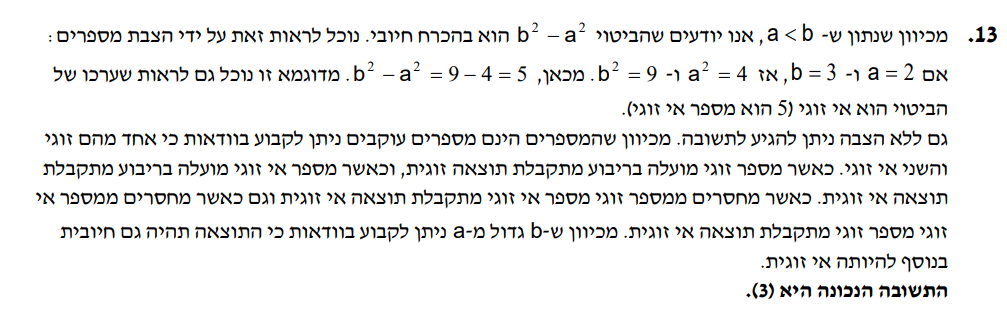 13. מכיוון שנתון ש- a < b, אנו יודעים שהביטוי b² – a² הוא בהכרח חיובי. נוכל לראות זאת על ידי הצבת מספרים :
אם a = 2 ו- b = 3, אז a² = 4 ו- b² = 9. מכאן, b² – a² = 9 – 4 = 5. מדוגמא זו נוכל גם לראות שערכו של
הביטוי הוא אי זוגי (5 הוא מספר אי זוגי).
גם ללא הצבה ניתן להגיע לתשובה. מכיוון שהמספרים הינם מספרים עוקבים ניתן לקבוע בוודאות כי אחד מהם זוגי
והשני אי זוגי. כאשר מספר זוגי מועלה בריבוע מתקבלת תוצאה זוגית, וכאשר מספר אי זוגי מועלה בריבוע מתקבלת
תוצאה אי זוגית. כאשר מחסרים ממספר זוגי מספר אי זוגי מתקבלת תוצאה אי זוגית וגם כאשר מחסרים ממספר אי
זוגי מספר זוגי מתקבלת תוצאה אי זוגית. מכיוון ש-b גדול מ-a ניתן לקבוע בוודאות כי התוצאה תהיה גם חיובית
בנוסף להיותה אי זוגית.
התשובה הנכונה היא (3).